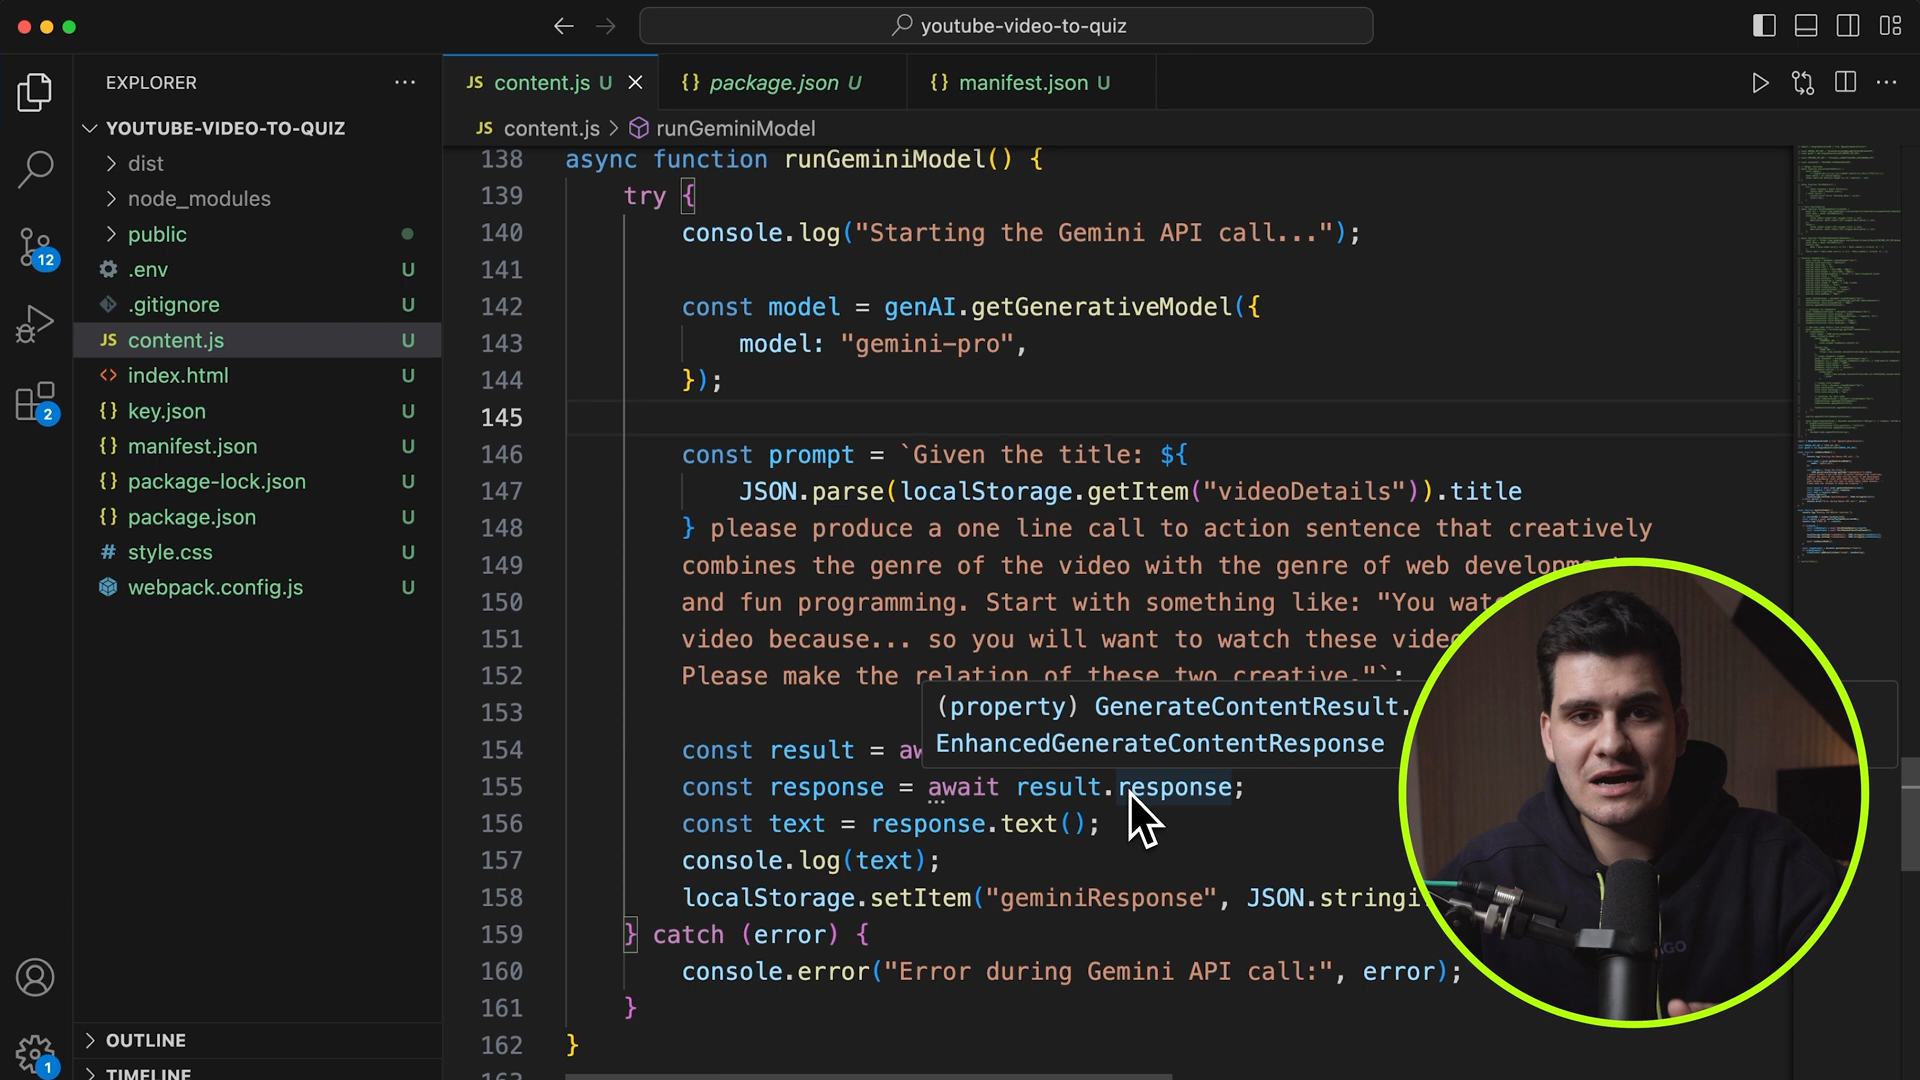 youtube-video-to-quiz
EXPLORER
YOUTUBE-VIDEO-TO-QUIZ
dist
node_modules
public
.env U
.gitignore U
JS content.js U
<> index.html U
{} key.json U
{} manifest.json U
{} package-lock.json U
{} package.json U
# style.css U
webpack.config.js U
OUTLINE
TIMELINE
12
2
1
JS content.js U
{} package.json U
{} manifest.json U
JS content.js > runGeminiModel
138 async function runGeminiModel() {
139 try {
140 console.log("Starting the Gemini API call...");
141
142 const model = genAI.getGenerativeModel({
143 model: "gemini-pro",
144 });
145
146 const prompt = `Given the title: ${
147 JSON.parse(localStorage.getItem("videoDetails")).title
148 } please produce a one line call to action sentence that creatively
149 combines the genre of the video with the genre of web
150 and fun programming. Start with something like: "You
151 video because... so you will want to watch these
152 Please make the relation of these two creative."`;
153
(property) GenerateContentResult.
EnhancedGenerateContentResponse
154 const result =
155 const response = await result.response;
156 const text = response.text();
157 console.log(text);
158 localStorage.setItem("geminiResponse",
159 } catch (error) {
160 console.error("Error during Gemini API call:", error);
161 }
162 }